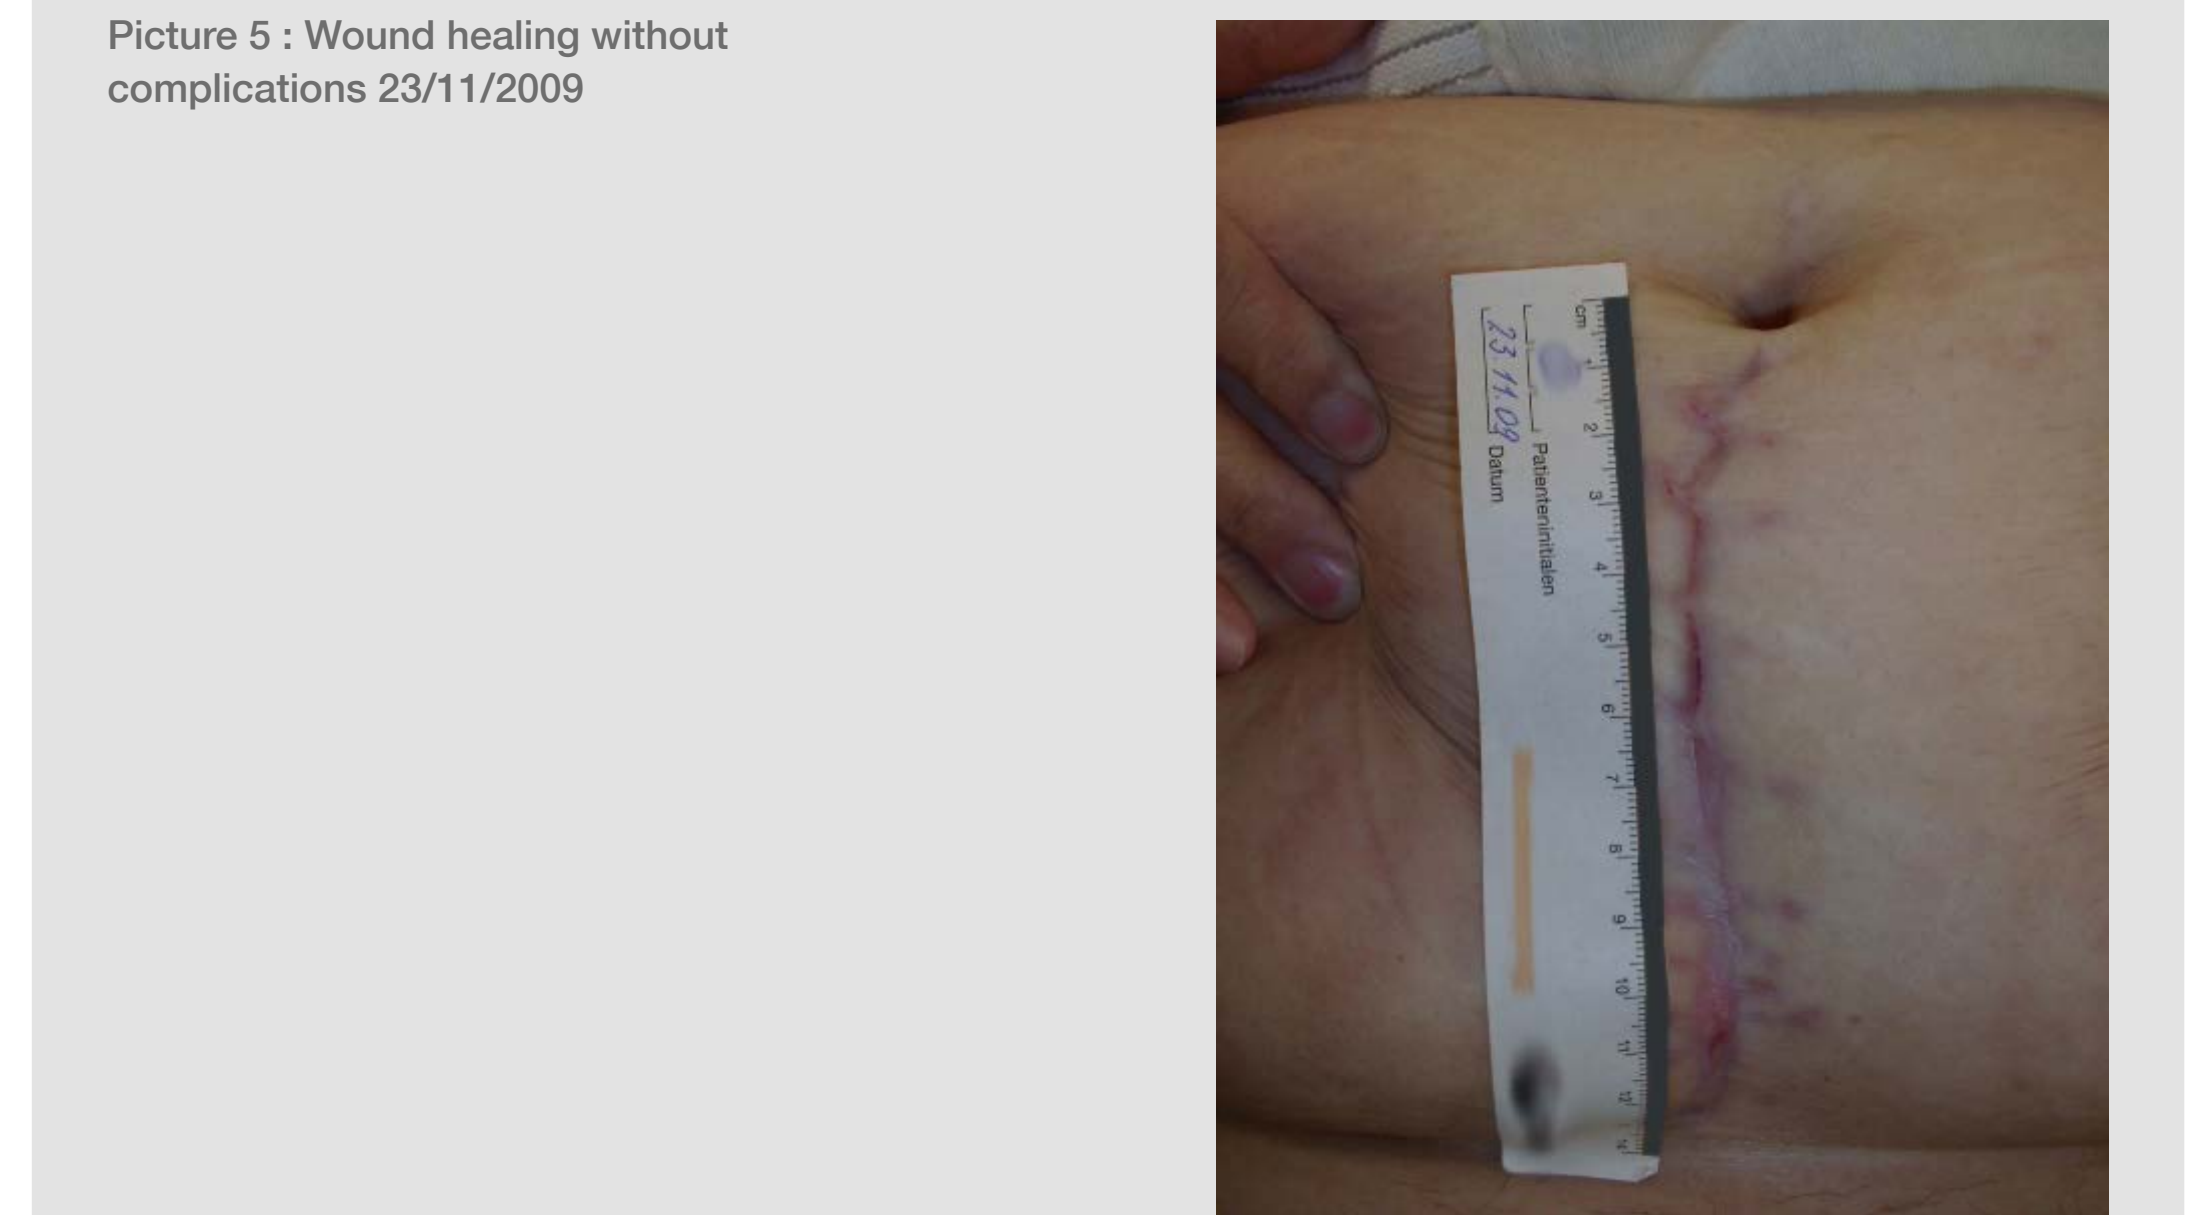 Picture 5 : Wound healing without
complications 23/11/2009
cm 1 2 3 4 5 6 7 8 9 10 11 12
Patienteninitialen
23.11.09 Datum